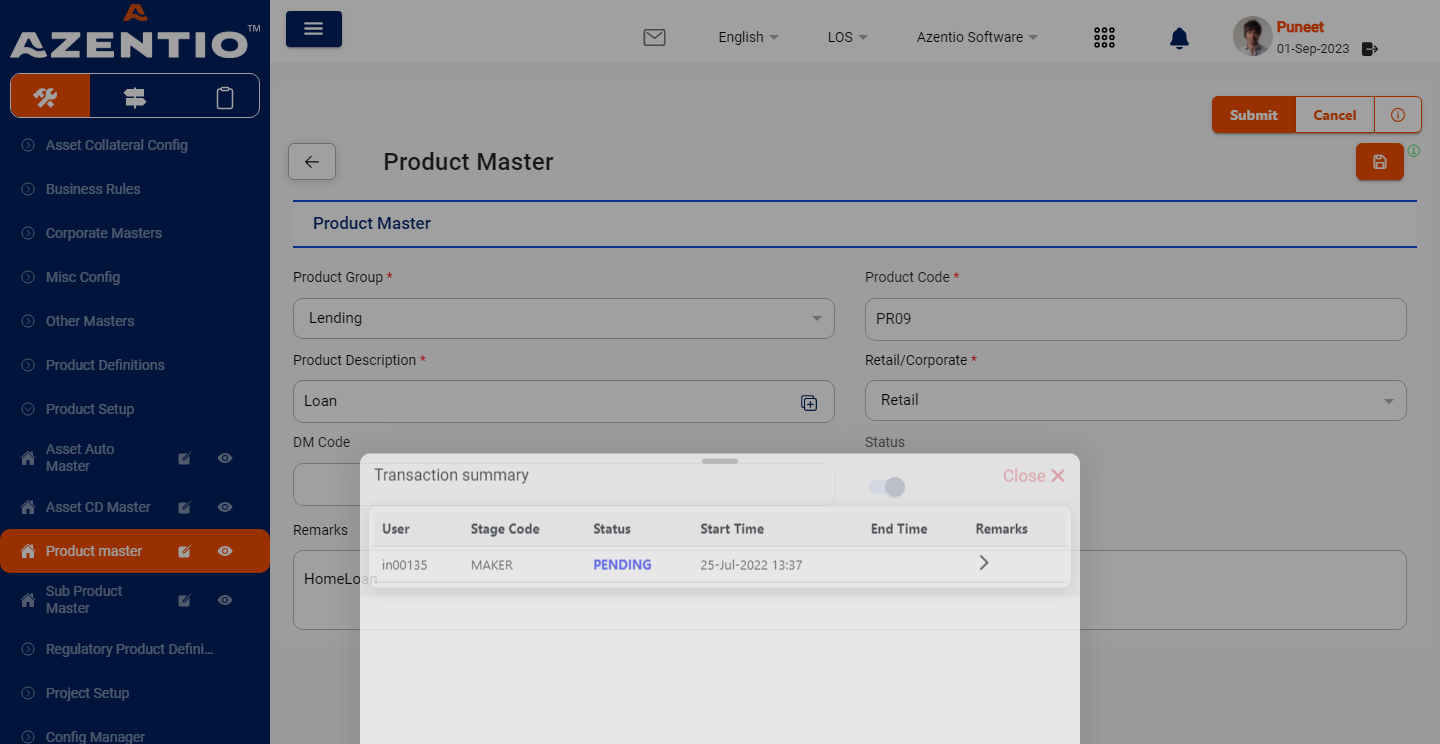 AZENTIO™
Asset Collateral Config
Business Rules
Corporate Masters
Misc Config
Other Masters
Product Definitions
Product Setup
Asset Auto
Master
Asset CD Master
Product master
Sub Product
Master
Regulatory Product Defini...
Project Setup
Config Manager
English
LOS
Azentio Software
Puneet
01-Sep-2023
Submit
Cancel
Product Master
Product Master
Product Group *
Product Code *
Lending
PR09
Product Description *
Retail/Corporate *
Loan
Retail
DM Code
Status
Remarks
HomeLoan
Transaction summary
Close
User Stage Code Status Start Time End Time Remarks
in00135 MAKER PENDING 25-Jul-2022 13:37